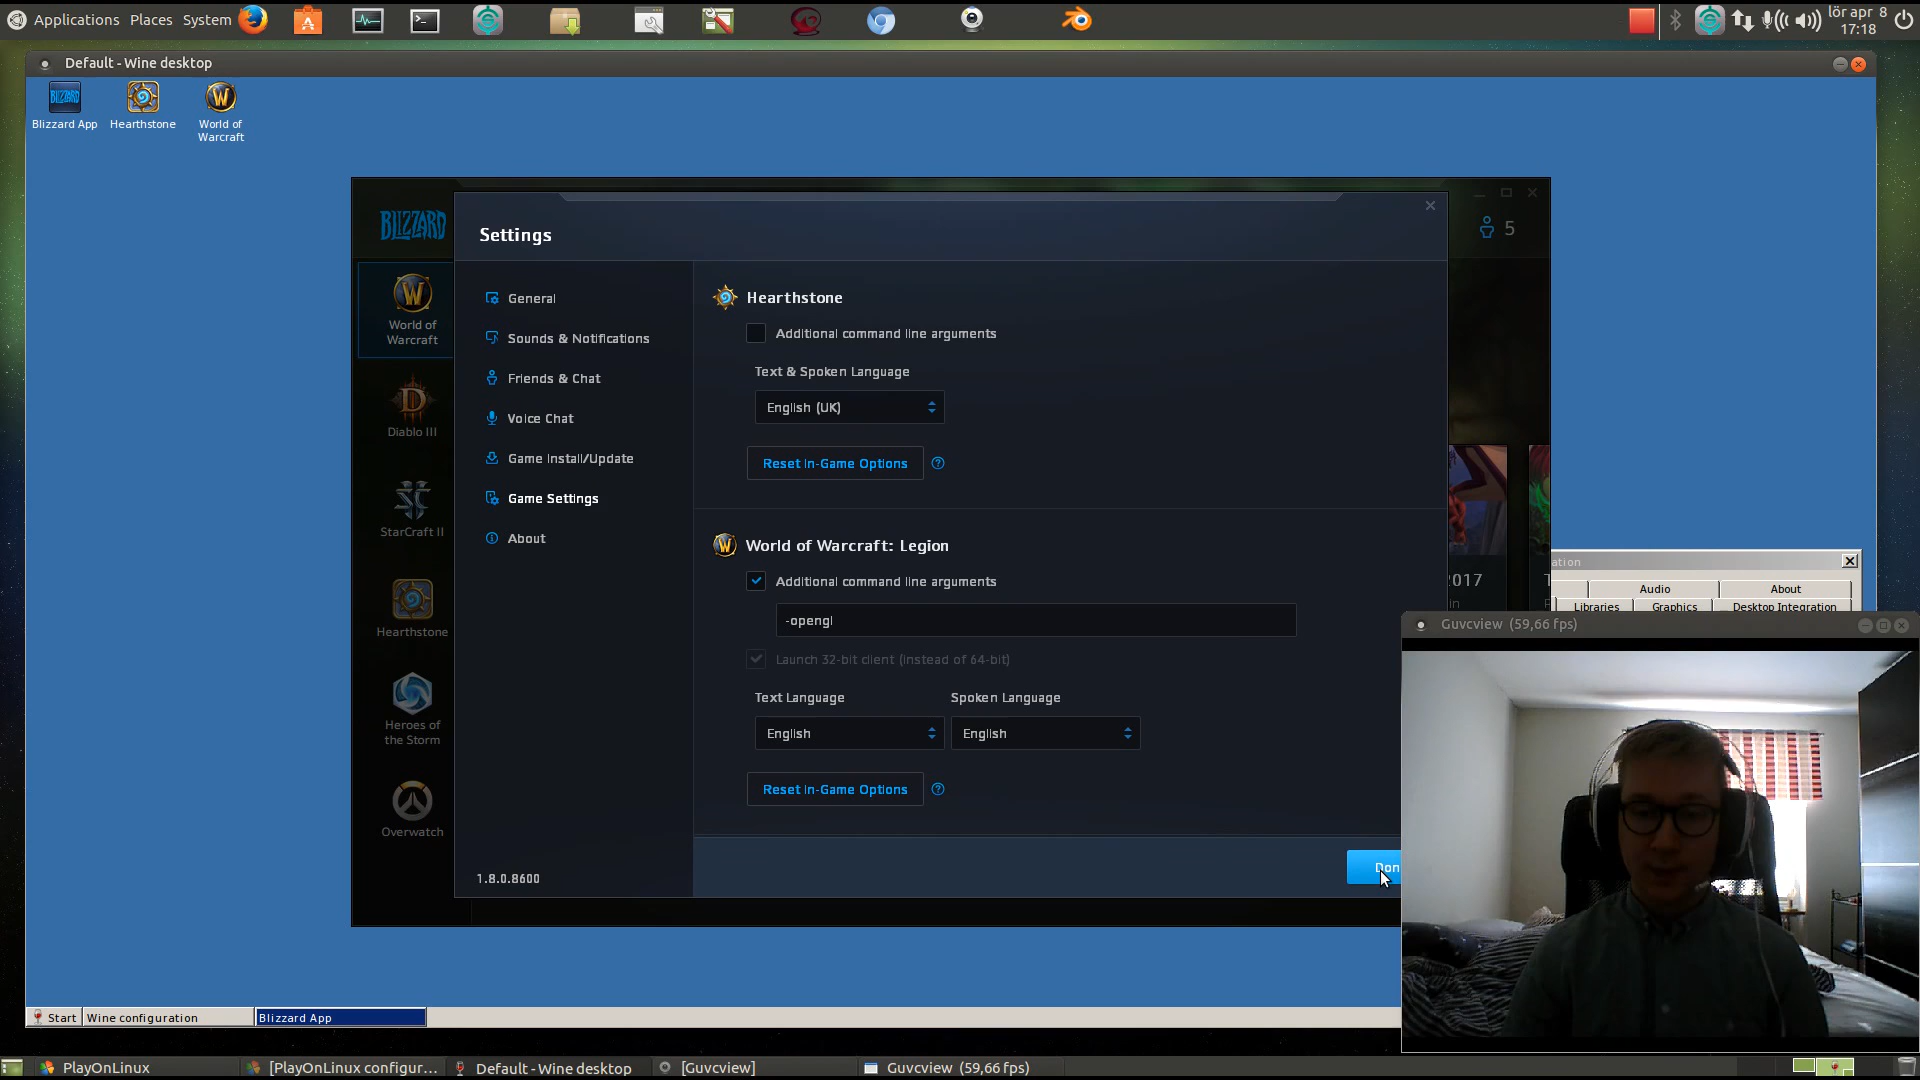 Applications Places System
lör apr 8
17:18
Default - Wine desktop
BLIZZARD
Blizzard App
Hearthstone
World of
Warcraft
BLIZZARD
5
World of
Warcraft
Diablo III
StarCraft II
Hearthstone
Heroes of
the Storm
Overwatch
Settings
General
Sounds & Notifications
Friends & Chat
Voice Chat
Game Install/Update
Game Settings
About
1.8.0.8600
Hearthstone
Additional command line arguments
Text & Spoken Language
English (UK)
Reset In-Game Options
World of Warcraft: Legion
Additional command line arguments
-opengl
Launch 32-bit client (instead of 64-bit)
Text Language
Spoken Language
English
English
Reset In-Game Options
Don
2017
in
ation
Audio
About
Libraries
Graphics
Desktop Integration
Guvcview (59,66 fps)
Start
Wine configuration
Blizzard App
PlayOnLinux
[PlayOnLinux configur...
Default - Wine desktop
[Guvcview]
Guvcview (59,66 fps)